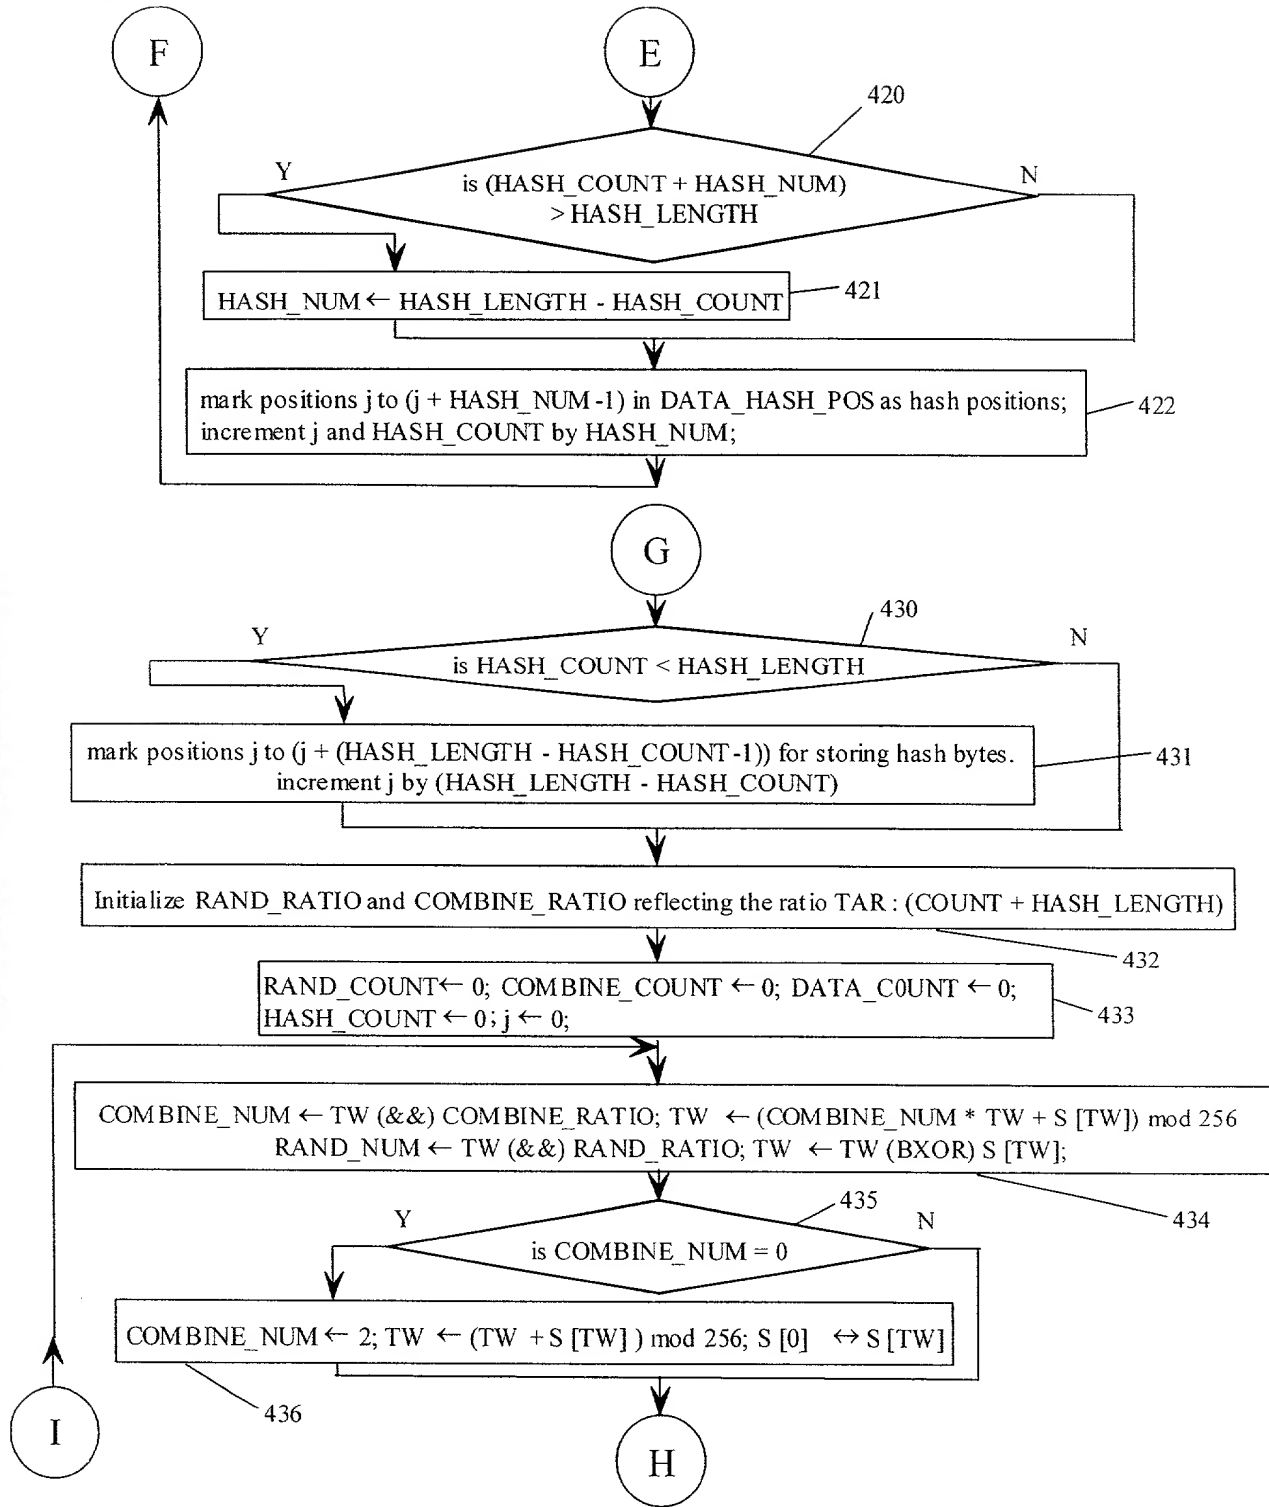 F
E
420
Y
N
is (HASH_COUNT + HASH_NUM)
> HASH_LENGTH
HASH_NUM ← HASH_LENGTH - HASH_COUNT
421
mark positions j to (j + HASH_NUM -1) in DATA_HASH_POS as hash positions;
increment j and HASH_COUNT by HASH_NUM;
422
G
430
Y
N
is HASH_COUNT < HASH_LENGTH
mark positions j to (j + (HASH_LENGTH - HASH_COUNT -1)) for storing hash bytes.
increment j by (HASH_LENGTH - HASH_COUNT)
431
Initialize RAND_RATIO and COMBINE_RATIO reflecting the ratio TAR : (COUNT + HASH_LENGTH)
432
RAND_COUNT ← 0; COMBINE_COUNT ← 0; DATA_C0UNT ← 0;
HASH_COUNT ← 0; j ← 0;
433
COMBINE_NUM ← TW (&&) COMBINE_RATIO; TW ← (COMBINE_NUM * TW + S [TW]) mod 256
RAND_NUM ← TW (&&) RAND_RATIO; TW ← TW (BXOR) S [TW];
434
435
Y
N
is COMBINE_NUM = 0
COMBINE_NUM ← 2; TW ← (TW + S [TW] ) mod 256; S [0] ↔ S [TW]
436
I
H